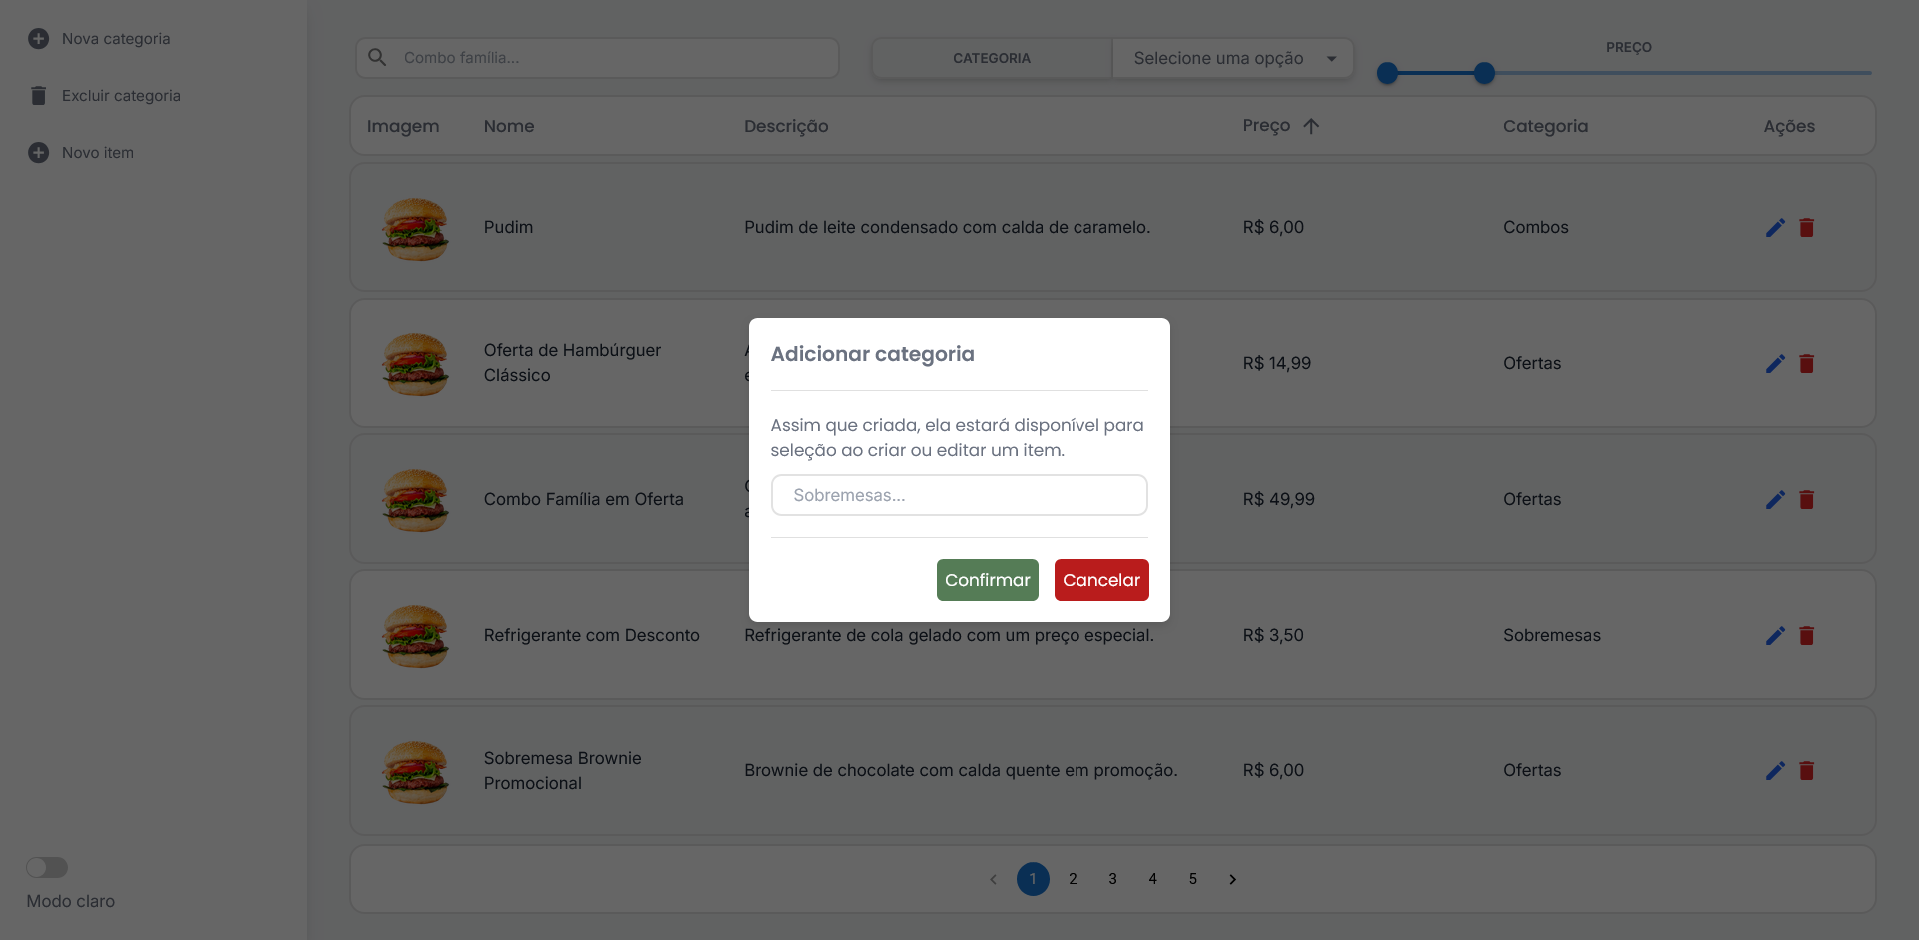 Nova categoria
Excluir categoria
Novo item
Modo claro
Combo família...
CATEGORIA
Selecione uma opção
PREÇO
Imagem Nome Descrição Preço Categoria Ações
Pudim Pudim de leite condensado com calda de caramelo. R$ 6,00 Combos
Oferta de Hambúrguer
Clássico
R$ 14,99 Ofertas
Combo Família em Oferta R$ 49,99 Ofertas
Refrigerante com Desconto Refrigerante de cola gelado com um preço especial. R$ 3,50 Sobremesas
Sobremesa Brownie
Promocional
Brownie de chocolate com calda quente em promoção. R$ 6,00 Ofertas
1 2 3 4 5
Adicionar categoria
Assim que criada, ela estará disponível para
seleção ao criar ou editar um item.
Sobremesas...
Confirmar Cancelar